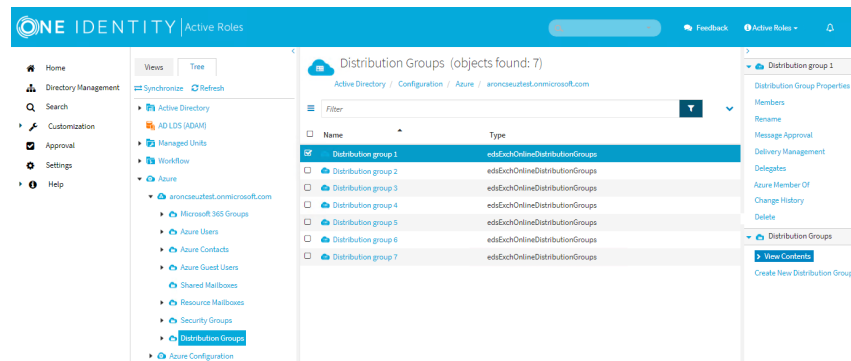 ONE IDENTITY Active Roles
Feedback
Active Roles
Home
Directory Management
Search
Customization
Approval
Settings
Help
Views
Tree
Synchronize
Refresh
Active Directory
AD LDS (ADAM)
Managed Units
Workflow
Azure
aroncseuztest.onmicrosoft.com
Microsoft 365 Groups
Azure Users
Azure Contacts
Azure Guest Users
Shared Mailboxes
Resource Mailboxes
Security Groups
Distribution Groups
Azure Configuration
Distribution Groups (objects found: 7)
Active Directory / Configuration / Azure / aroncseuztest.onmicrosoft.com
Filter
Name Type
Distribution group 1 edsExchOnlineDistributionGroups
Distribution group 2 edsExchOnlineDistributionGroups
Distribution group 3 edsExchOnlineDistributionGroups
Distribution group 4 edsExchOnlineDistributionGroups
Distribution group 5 edsExchOnlineDistributionGroups
Distribution group 6 edsExchOnlineDistributionGroups
Distribution group 7 edsExchOnlineDistributionGroups
Distribution group 1
Distribution Group Properties
Members
Rename
Message Approval
Delivery Management
Delegates
Azure Member Of
Change History
Delete
Distribution Groups
View Contents
Create New Distribution Group